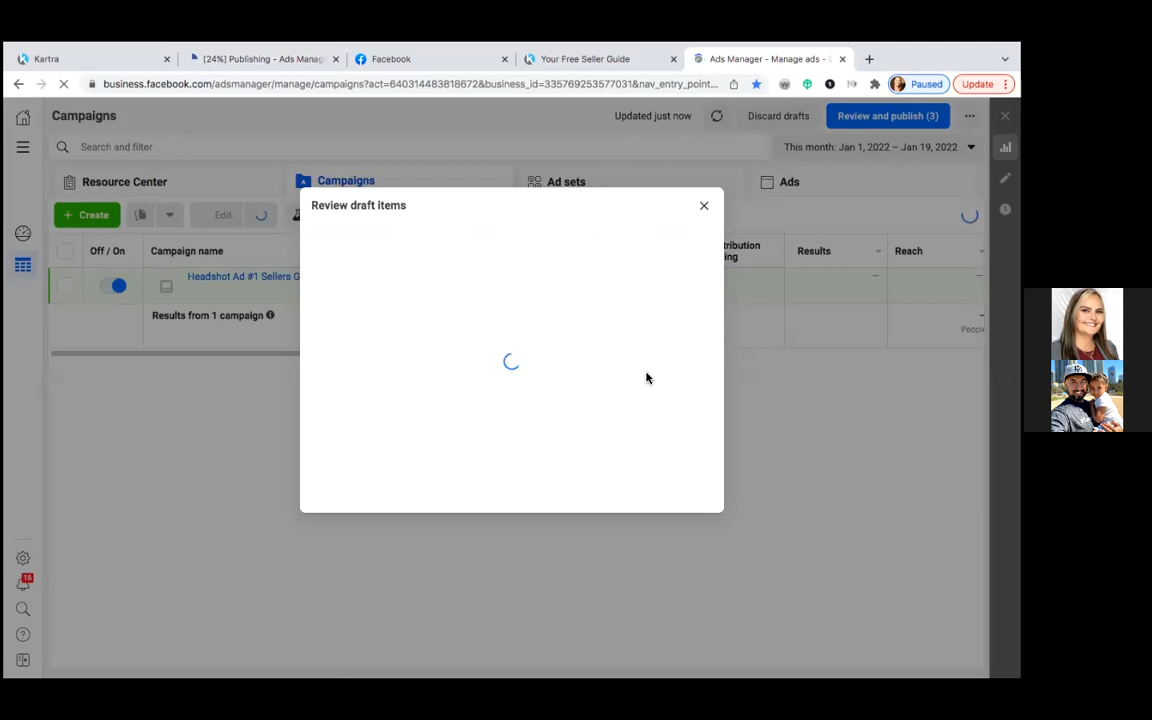 Kartra
[24%] Publishing - Ads Manag
Facebook
Your Free Seller Guide
Ads Manager - Manage ads -
business.facebook.com/adsmanager/manage/campaigns?act=640314483818672&business_id=335769253577031&nav_entry_point...
Paused
Update
Campaigns
Updated just now
Discard drafts
Review and publish (3)
Search and filter
This month: Jan 1, 2022 – Jan 19, 2022
Resource Center
Campaigns
Ad sets
Ads
+ Create
Edit
Review draft items
Off / On
Campaign name
Results
Reach
Headshot Ad #1 Sellers G
Results from 1 campaign
16